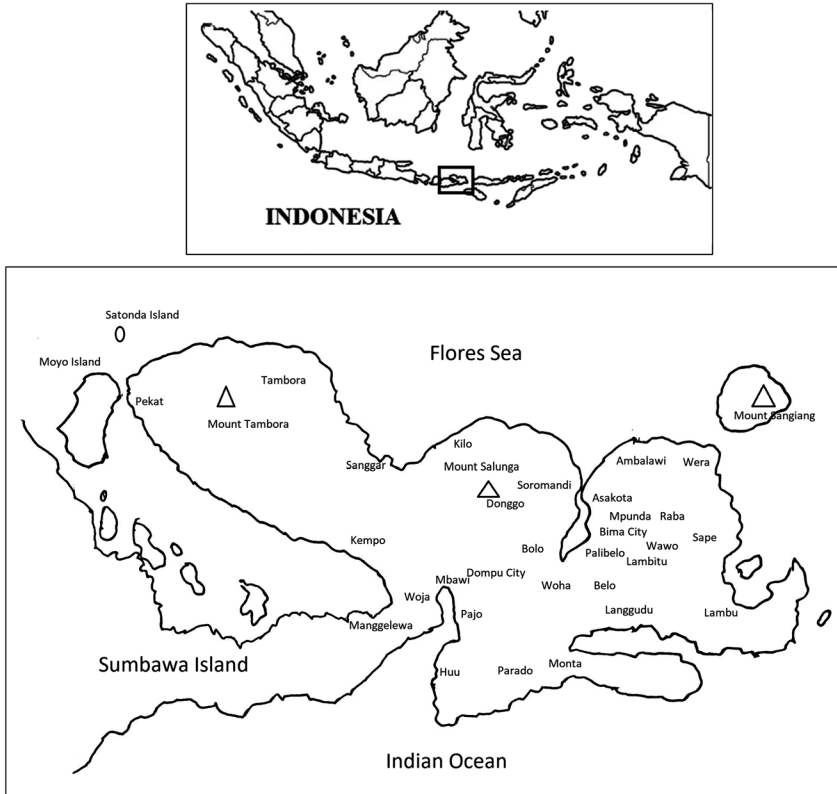 INDONESIA
Satonda Island
Moyo Island
Flores Sea
Tambora
Pekat
Mount Tambora
Mount Sangiang
Kilo
Sanggar
Mount Salunga
Ambalawi
Wera
Soromandi
Donggo
Asakota
Mpunda
Raba
Bima City
Sape
Kempo
Bolo
Palibelo
Wawo
Lambitu
Mbawi
Dompu City
Woha
Belo
Woja
Pajo
Langgudu
Lambu
Manggelewa
Sumbawa Island
Huu
Parado
Monta
Indian Ocean